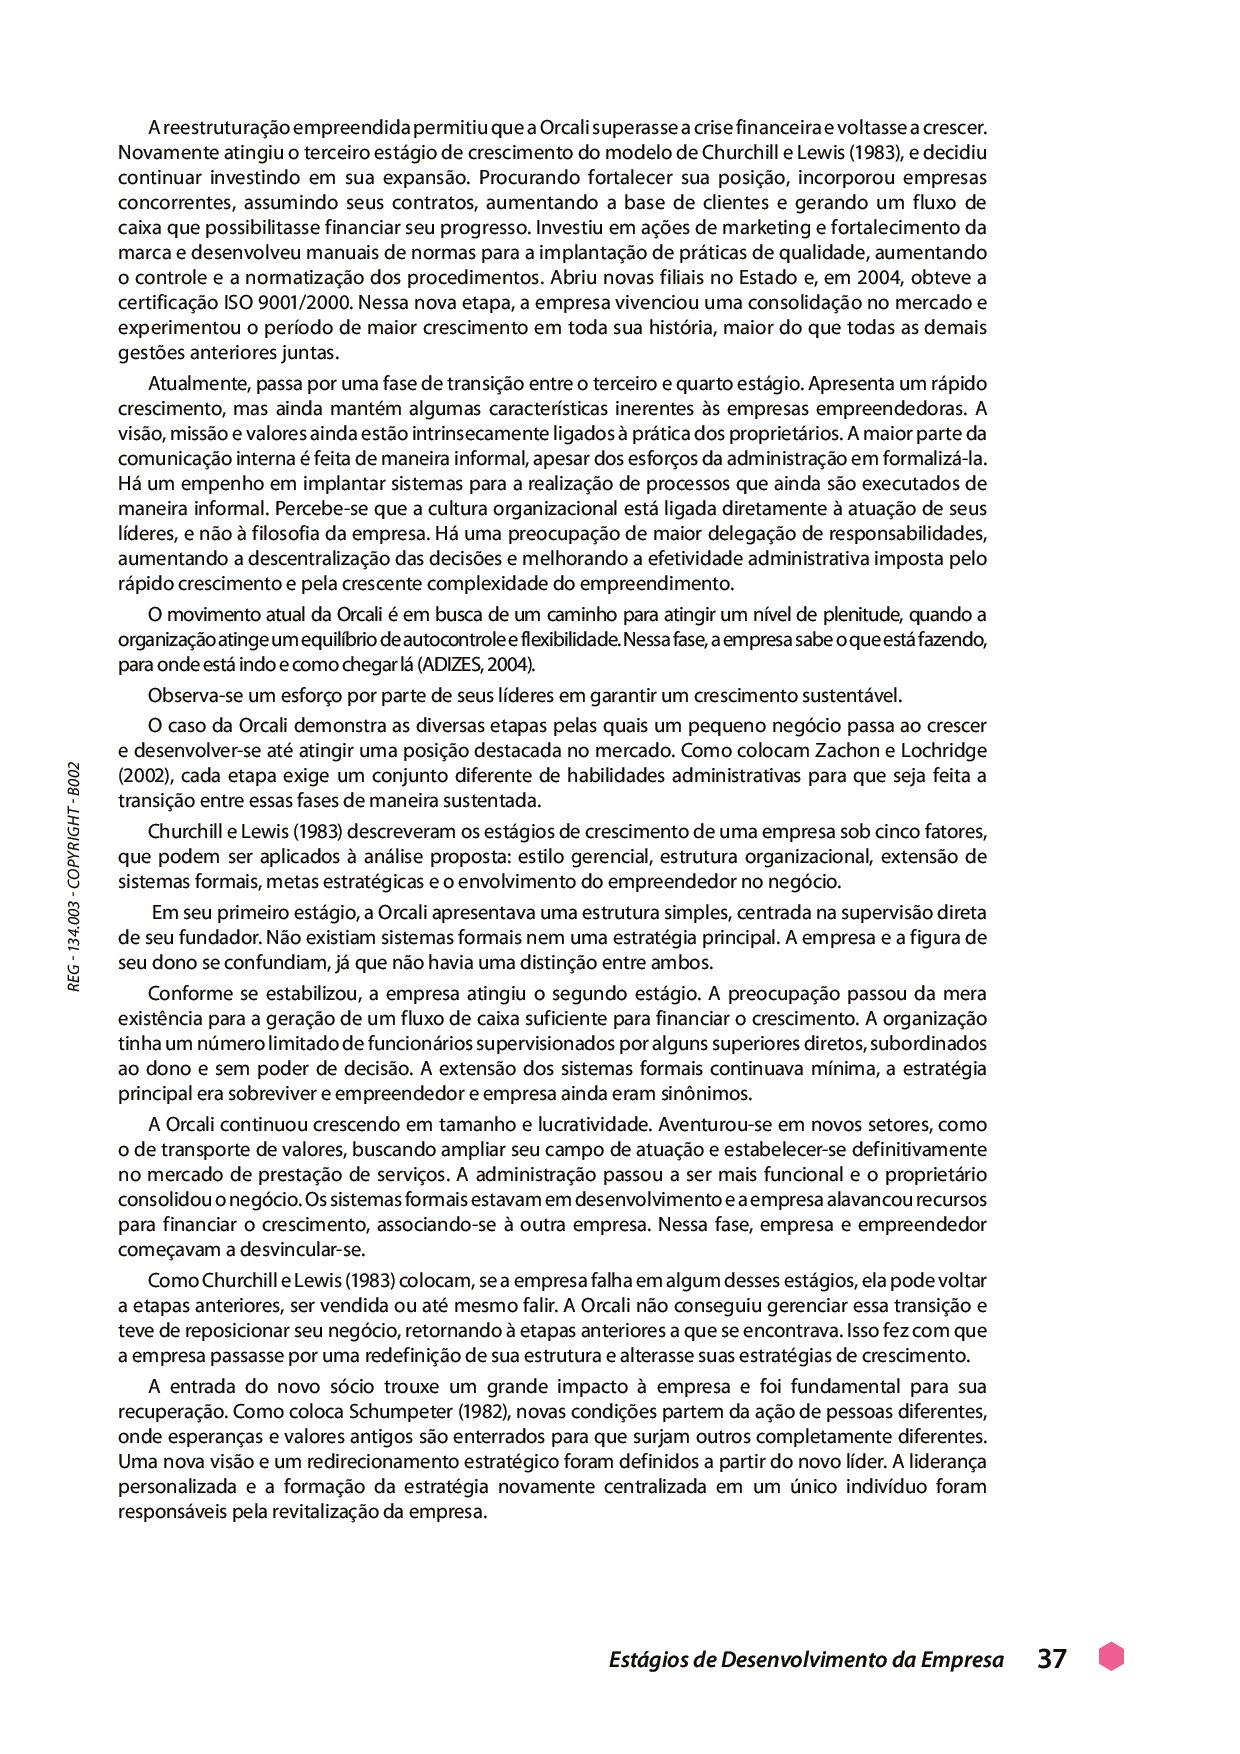 A reestruturação empreendida permitiu que a Orcali superasse a crise financeira e voltasse a crescer.
Novamente atingiu o terceiro estágio de crescimento do modelo de Churchill e Lewis (1983), e decidiu
continuar investindo em sua expansão. Procurando fortalecer sua posição, incorporou empresas
concorrentes, assumindo seus contratos, aumentando a base de clientes e gerando um fluxo de
caixa que possibilitasse financiar seu progresso. Investiu em ações de marketing e fortalecimento da
marca e desenvolveu manuais de normas para a implantação de práticas de qualidade, aumentando
o controle e a normatização dos procedimentos. Abriu novas filiais no Estado e, em 2004, obteve a
certificação ISO 9001/2000. Nessa nova etapa, a empresa vivenciou uma consolidação no mercado e
experimentou o período de maior crescimento em toda sua história, maior do que todas as demais
gestões anteriores juntas.
Atualmente, passa por uma fase de transição entre o terceiro e quarto estágio. Apresenta um rápido
crescimento, mas ainda mantém algumas características inerentes às empresas empreendedoras. A
visão, missão e valores ainda estão intrinsecamente ligados à prática dos proprietários. A maior parte da
comunicação interna é feita de maneira informal, apesar dos esforços da administração em formalizá-la.
Há um empenho em implantar sistemas para a realização de processos que ainda são executados de
maneira informal. Percebe-se que a cultura organizacional está ligada diretamente à atuação de seus
líderes, e não à filosofia da empresa. Há uma preocupação de maior delegação de responsabilidades,
aumentando a descentralização das decisões e melhorando a efetividade administrativa imposta pelo
rápido crescimento e pela crescente complexidade do empreendimento.
O movimento atual da Orcali é em busca de um caminho para atingir um nível de plenitude, quando a
organização atinge um equilíbrio de autocontrole e flexibilidade. Nessa fase, a empresa sabe o que está fazendo,
para onde está indo e como chegar lá (ADIZES, 2004).
Observa-se um esforço por parte de seus líderes em garantir um crescimento sustentável.
O caso da Orcali demonstra as diversas etapas pelas quais um pequeno negócio passa ao crescer
e desenvolver-se até atingir uma posição destacada no mercado. Como colocam Zachon e Lochridge
(2002), cada etapa exige um conjunto diferente de habilidades administrativas para que seja feita a
transição entre essas fases de maneira sustentada.
Churchill e Lewis (1983) descreveram os estágios de crescimento de uma empresa sob cinco fatores,
que podem ser aplicados à análise proposta: estilo gerencial, estrutura organizacional, extensão de
sistemas formais, metas estratégicas e o envolvimento do empreendedor no negócio.
Em seu primeiro estágio, a Orcali apresentava uma estrutura simples, centrada na supervisão direta
de seu fundador. Não existiam sistemas formais nem uma estratégia principal. A empresa e a figura de
seu dono se confundiam, já que não havia uma distinção entre ambos.
Conforme se estabilizou, a empresa atingiu o segundo estágio. A preocupação passou da mera
existência para a geração de um fluxo de caixa suficiente para financiar o crescimento. A organização
tinha um número limitado de funcionários supervisionados por alguns superiores diretos, subordinados
ao dono e sem poder de decisão. A extensão dos sistemas formais continuava mínima, a estratégia
principal era sobreviver e empreendedor e empresa ainda eram sinônimos.
A Orcali continuou crescendo em tamanho e lucratividade. Aventurou-se em novos setores, como
o de transporte de valores, buscando ampliar seu campo de atuação e estabelecer-se definitivamente
no mercado de prestação de serviços. A administração passou a ser mais funcional e o proprietário
consolidou o negócio. Os sistemas formais estavam em desenvolvimento e a empresa alavancou recursos
para financiar o crescimento, associando-se à outra empresa. Nessa fase, empresa e empreendedor
começavam a desvincular-se.
Como Churchill e Lewis (1983) colocam, se a empresa falha em algum desses estágios, ela pode voltar
a etapas anteriores, ser vendida ou até mesmo falir. A Orcali não conseguiu gerenciar essa transição e
teve de reposicionar seu negócio, retornando à etapas anteriores a que se encontrava. Isso fez com que
a empresa passasse por uma redefinição de sua estrutura e alterasse suas estratégias de crescimento.
A entrada do novo sócio trouxe um grande impacto à empresa e foi fundamental para sua
recuperação. Como coloca Schumpeter (1982), novas condições partem da ação de pessoas diferentes,
onde esperanças e valores antigos são enterrados para que surjam outros completamente diferentes.
Uma nova visão e um redirecionamento estratégico foram definidos a partir do novo líder. A liderança
personalizada e a formação da estratégia novamente centralizada em um único indivíduo foram
responsáveis pela revitalização da empresa.
REG - 134.003 - COPYRIGHT - B002
Estágios de Desenvolvimento da Empresa 37